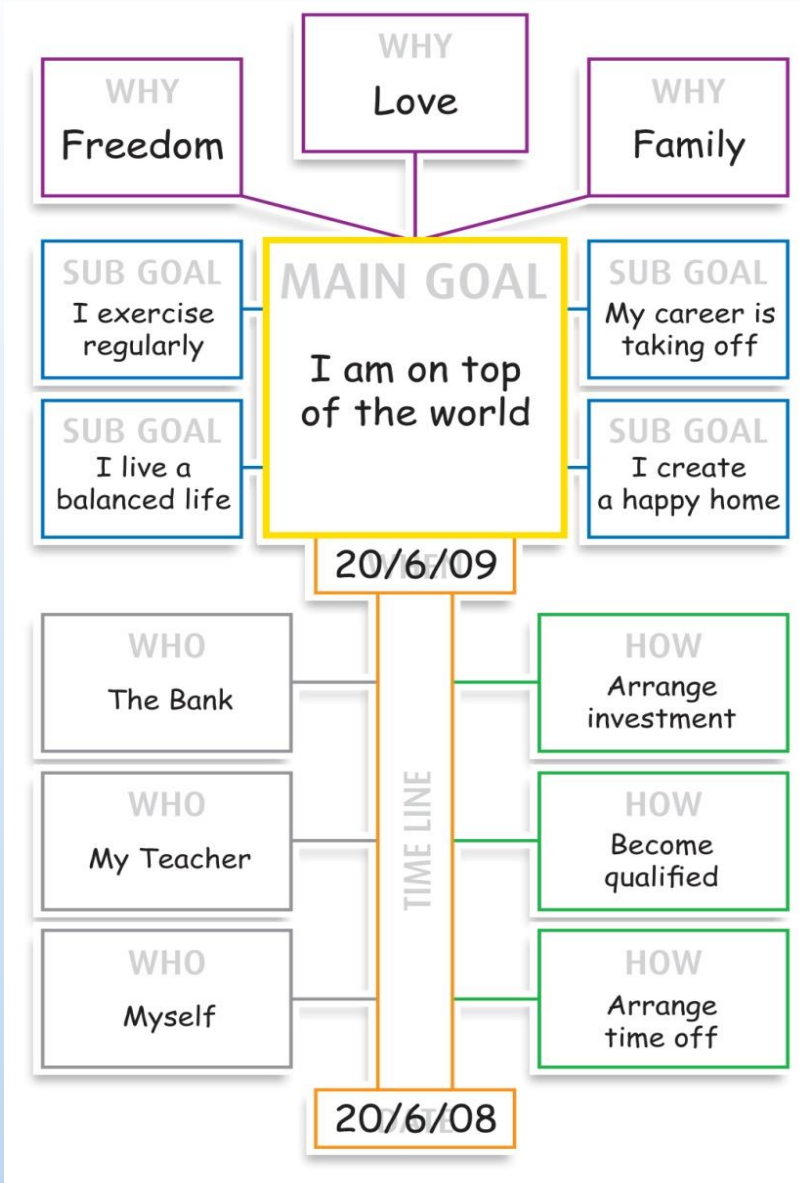 WHY
Love
WHY
Freedom
WHY
Family
MAIN GOAL
I am on top
of the world
SUB GOAL
I exercise
regularly
SUB GOAL
My career is
taking off
SUB GOAL
I live a
balanced life
SUB GOAL
I create
a happy home
WHEN
20/6/09
WHO
The Bank
HOW
Arrange
investment
WHO
My Teacher
TIME LINE
HOW
Become
qualified
WHO
Myself
HOW
Arrange
time off
DATE
20/6/08